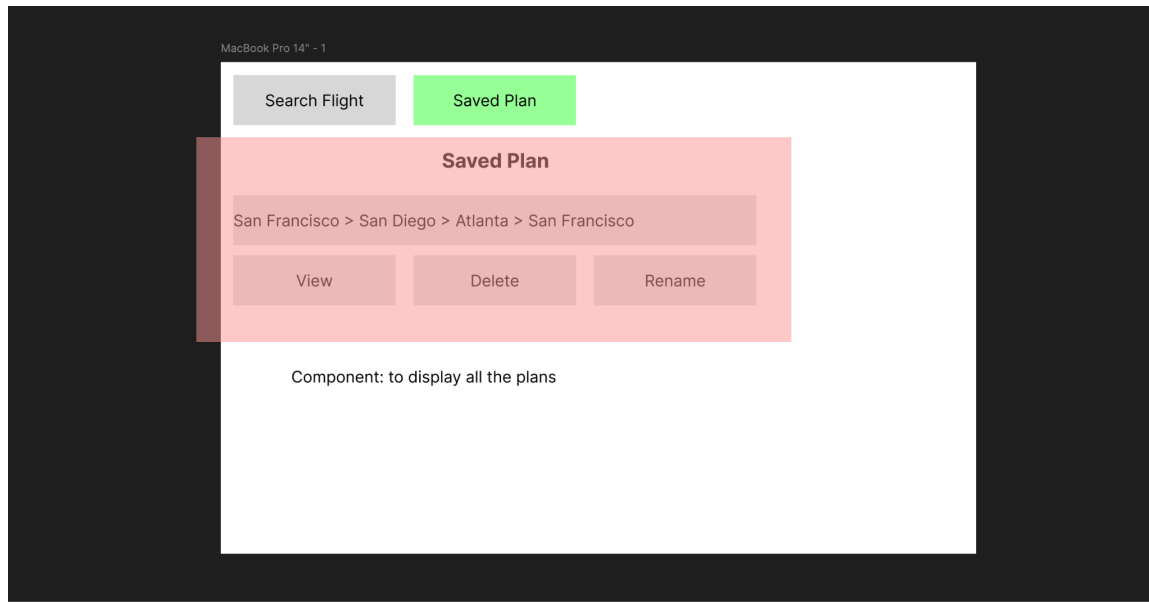 MacBook Pro 14" - 1
Search Flight Saved Plan
Saved Plan
San Francisco > San Diego > Atlanta > San Francisco
View Delete Rename
Component: to display all the plans